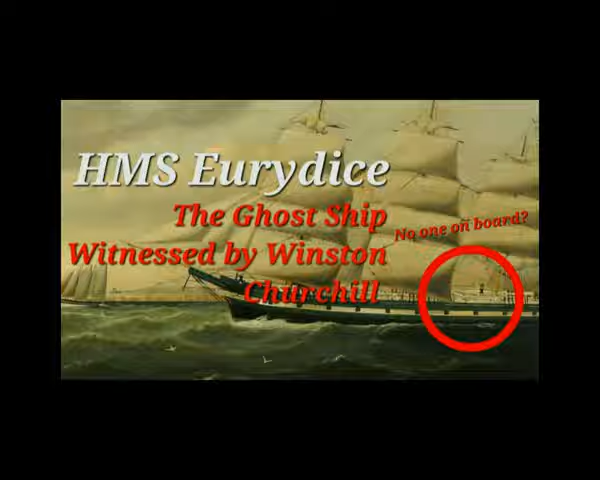 HMS Eurydice
The Ghost Ship
Witnessed by Winston
Churchill
No one on board?